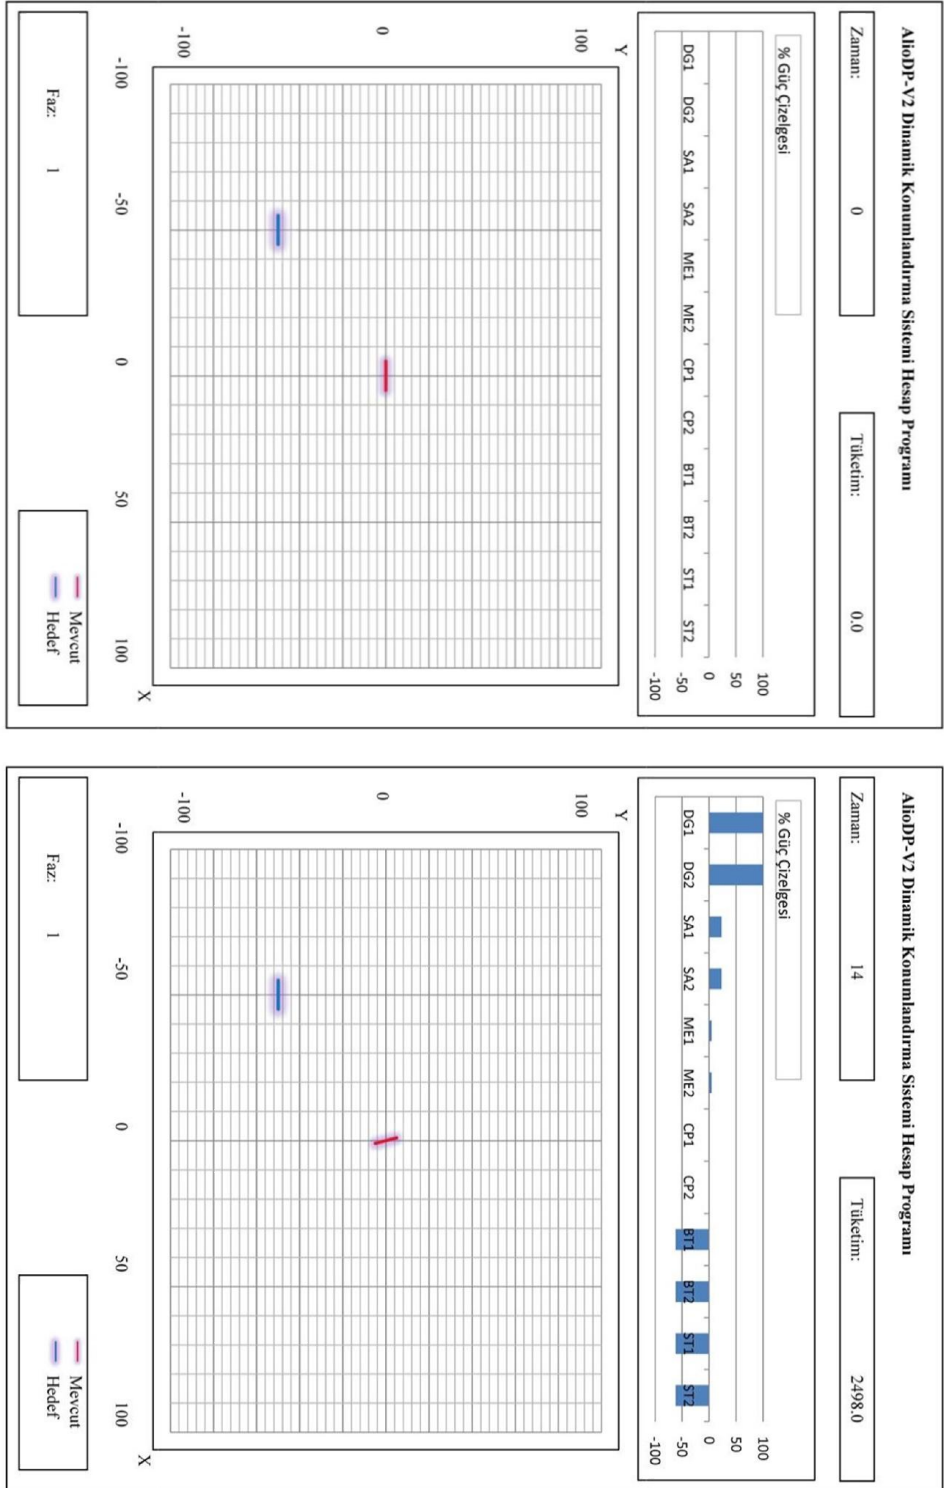 AlioDP-V2 Dinamik Konumlandırma Sistemi Hesap Programı
Zaman: 0
Tüketim: 0.0
% Güç Çizelgesi
100
50
0
-50
-100
DG1 DG2 SA1 SA2 ME1 ME2 CP1 CP2 BT1 BT2 ST1 ST2
Y
100
0
-100
-100 -50 0 50 100
X
Faz: 1
Mevcut
Hedef
AlioDP-V2 Dinamik Konumlandırma Sistemi Hesap Programı
Zaman: 14
Tüketim: 2498.0
% Güç Çizelgesi
100
50
0
-50
-100
DG1 DG2 SA1 SA2 ME1 ME2 CP1 CP2 BT1 BT2 ST1 ST2
Y
100
0
-100
-100 -50 0 50 100
X
Faz: 1
Mevcut
Hedef